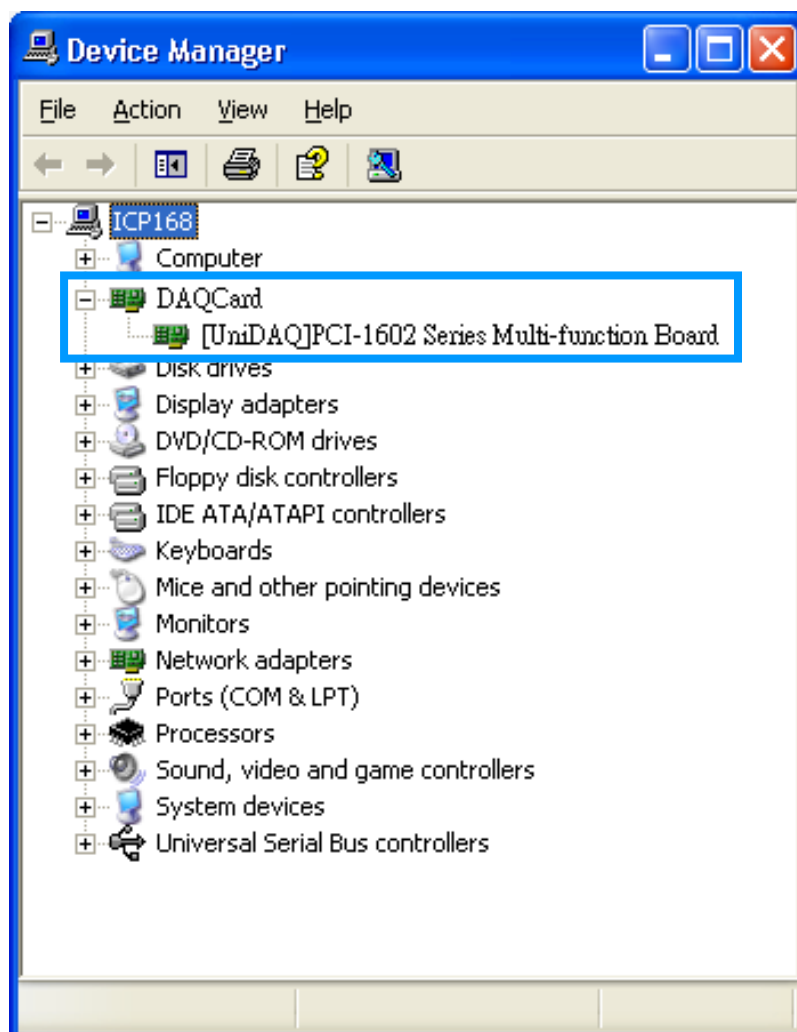 Device Manager
File Action View Help
ICP168
Computer
DAQCard
[UniDAQ]PCI-1602 Series Multi-function Board
Disk drives
Display adapters
DVD/CD-ROM drives
Floppy disk controllers
IDE ATA/ATAPI controllers
Keyboards
Mice and other pointing devices
Monitors
Network adapters
Ports (COM & LPT)
Processors
Sound, video and game controllers
System devices
Universal Serial Bus controllers